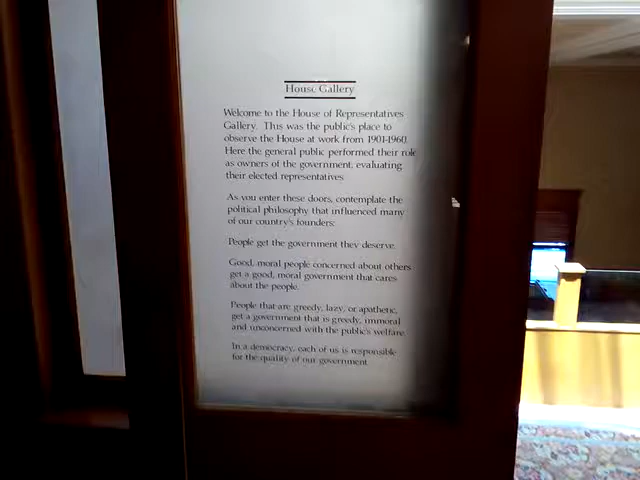 House Gallery
Welcome to the House of Representatives
Gallery. This was the public's place to
observe the House at work from 1901-1960.
Here the general public performed their role
as owners of the government; evaluating
their elected representatives.
As you enter these doors, contemplate the
political philosophy that influenced many
of our country's founders:
People get the government they deserve.
Good, moral people concerned about others
get a good, moral government that cares
about the people.
People that are greedy, lazy, or apathetic,
get a government that is greedy, immoral
and unconcerned with the public's welfare.
In a democracy, each of us is responsible
for the quality of our government.